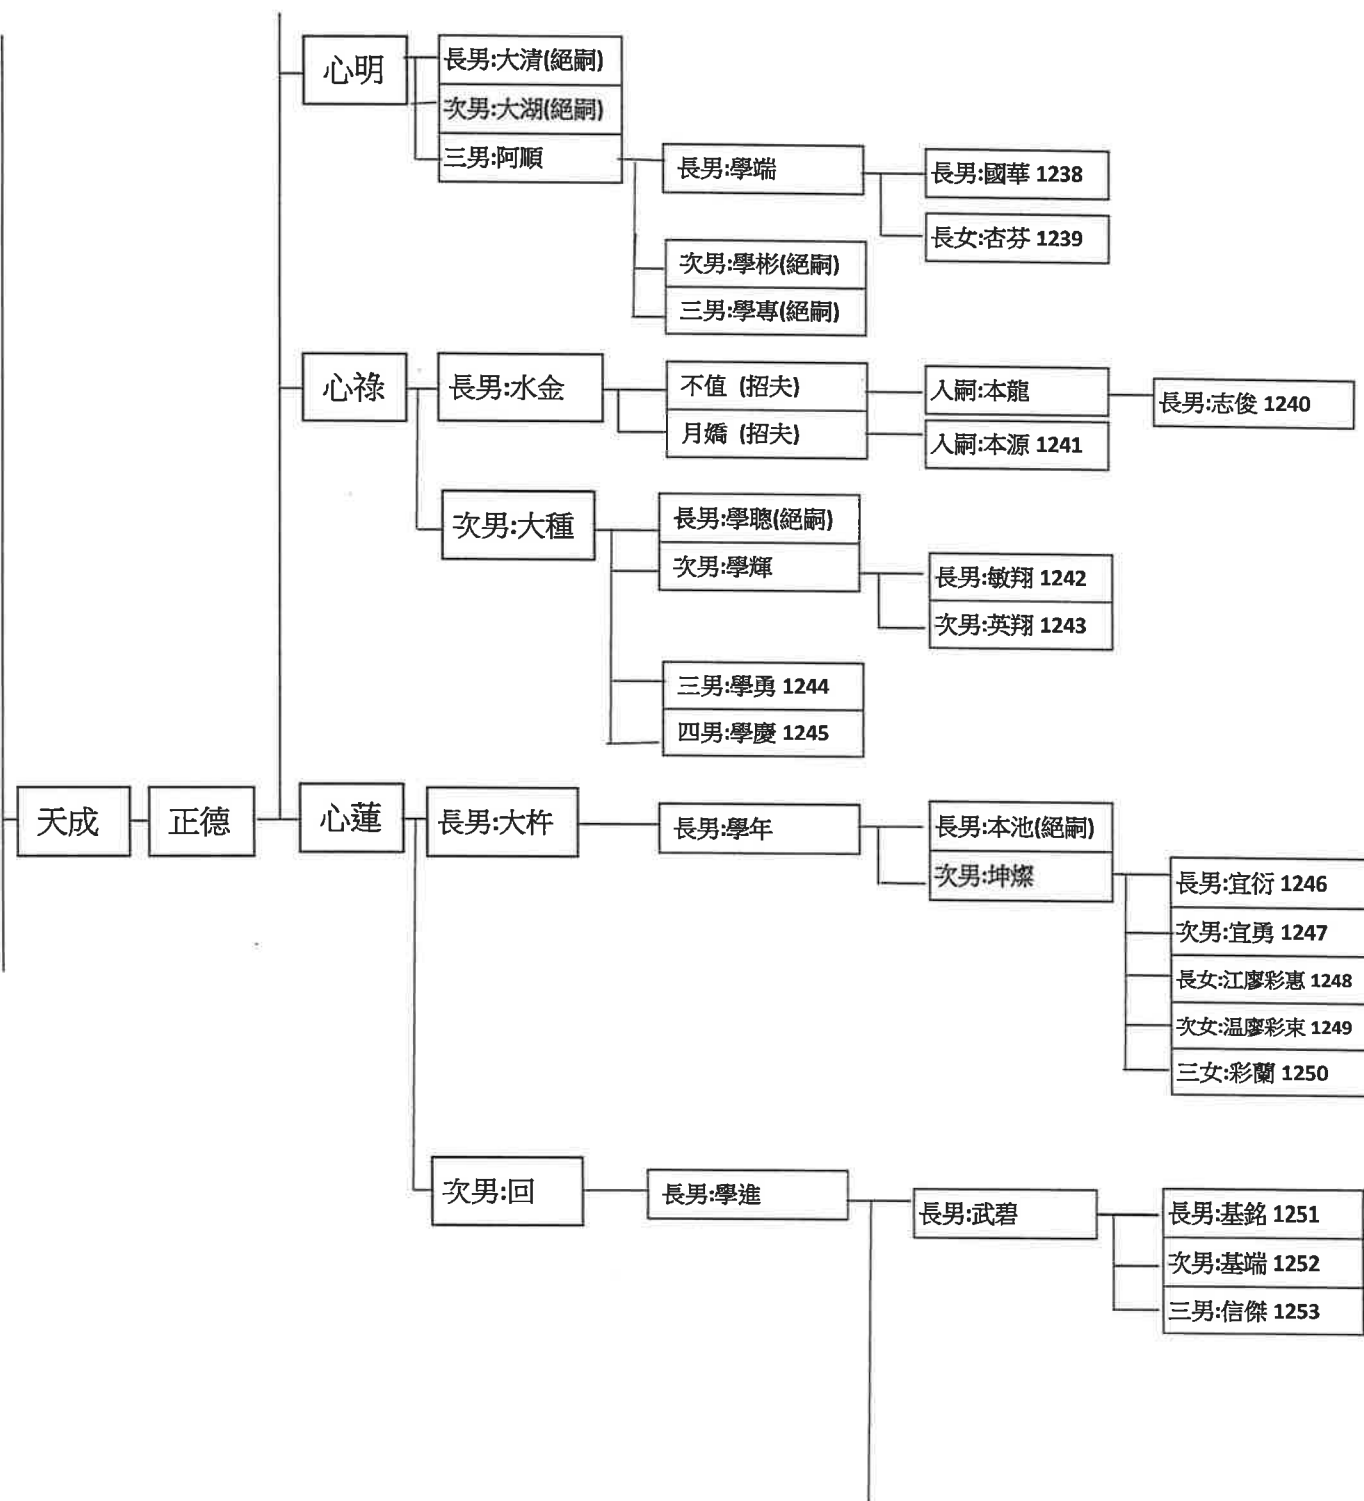 心明
長男:大清(絕嗣)
次男:大湖(絕嗣)
三男:阿順
長男:學端
長男:國華 1238
長女:杏芬 1239
次男:學彬(絕嗣)
三男:學專(絕嗣)
心祿
長男:水金
不值 (招夫)
入嗣:本龍
長男:志俊 1240
月嬌 (招夫)
入嗣:本源 1241
次男:大種
長男:學聰(絕嗣)
次男:學輝
長男:敏翔 1242
次男:英翔 1243
三男:學勇 1244
四男:學慶 1245
天成
正德
心蓮
長男:大杵
長男:學年
長男:本池(絕嗣)
次男:坤燦
長男:宜衍 1246
次男:宜勇 1247
長女:江廖彩惠 1248
次女:温廖彩束 1249
三女:彩蘭 1250
次男:回
長男:學進
長男:武碧
長男:基銘 1251
次男:基端 1252
三男:信傑 1253